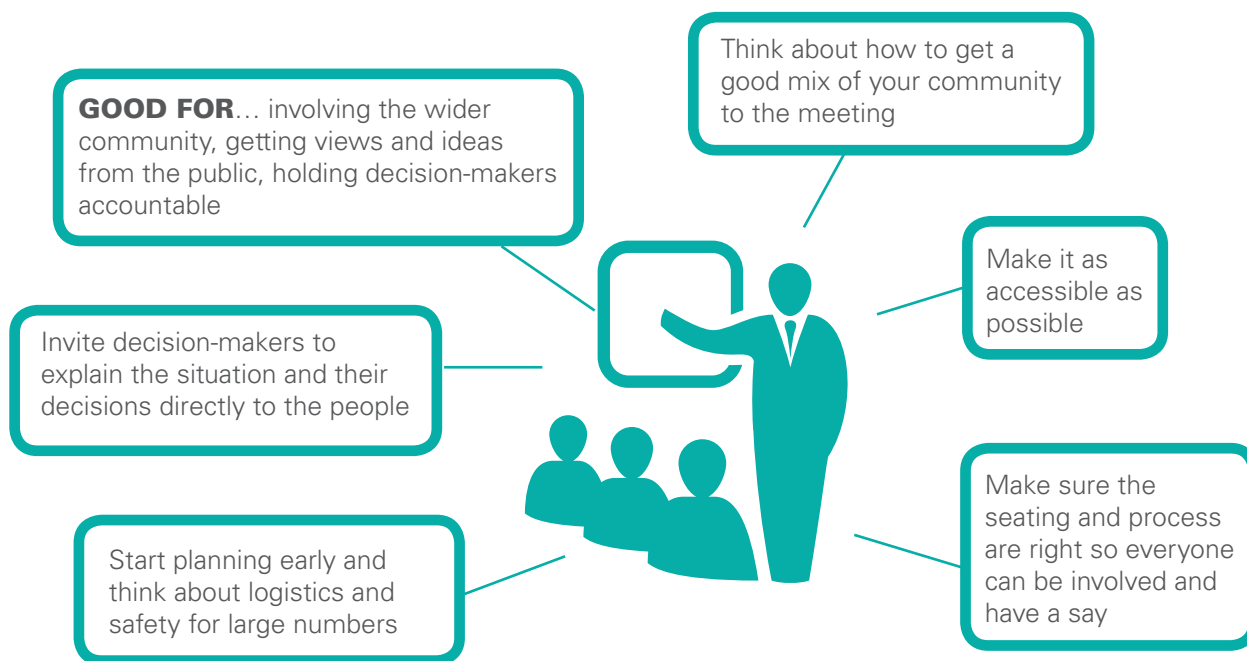 GOOD FOR… involving the wider
community, getting views and ideas
from the public, holding decision-makers
accountable
Think about how to get a
good mix of your community
to the meeting
Make it as
accessible as
possible
Invite decision-makers to
explain the situation and their
decisions directly to the people
Make sure the
seating and process
are right so everyone
can be involved and
have a say
Start planning early and
think about logistics and
safety for large numbers